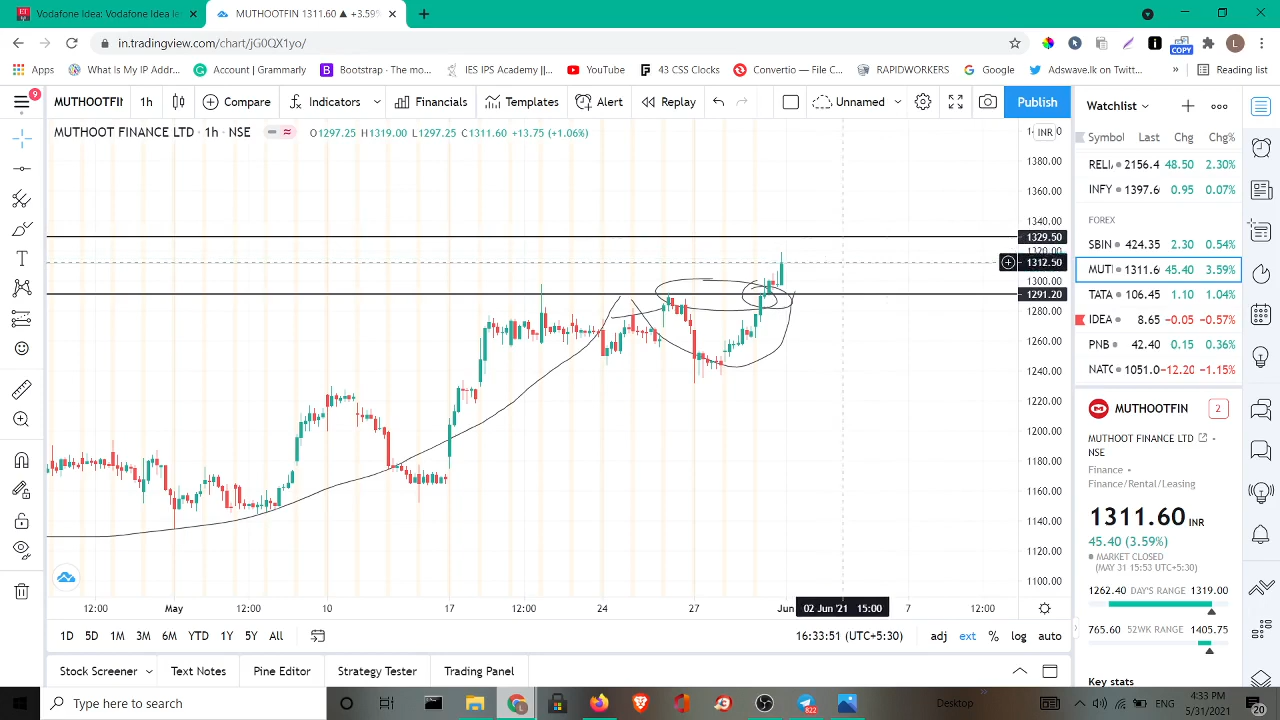 Vodafone Idea: Vodafone Idea le
MUTHOOTFIN 1311.60 ▲ +3.59%
in.tradingview.com/chart/jG0QX1yo/
COPY
L
Apps
What Is My IP Addr...
Account | Grammarly
Bootstrap · The mo...
IES IPS Academy ||...
YouTube
43 SSC Clocks
Convertio — File C...
RAPIDWORKERS
Google
Adswave.lk on Twitt...
»
Reading list
9
MUTHOOTFIN
1h
Compare
Indicators
Financials
Templates
Alert
Replay
Unnamed
Publish
Watchlist
MUTHOOT FINANCE LTD · 1h · NSE
O1297.25 H1319.00 L1297.25 C1311.60 +13.75 (+1.06%)
INR
Symbol Last Chg Chg%
RELI 2156.4 48.50 2.30%
INFY 1397.6 0.95 0.07%
FOREX
SBIN 424.35 2.30 0.54%
MUT 1311.6 45.40 3.59%
TATA 106.45 1.10 1.04%
IDEA 8.65 −0.05 −0.57%
PNB 42.40 0.15 0.36%
NATC 1051.0 −12.20 −1.15%
1380.00
1360.00
1340.00
1329.50
1312.50
1300.00
1291.20
1280.00
1260.00
1240.00
1220.00
1200.00
1180.00
1160.00
1140.00
1120.00
1100.00
MUTHOOTFIN
2
MUTHOOT FINANCE LTD
NSE
Finance
Finance/Rental/Leasing
1311.60 INR
45.40 (3.59%)
MARKET CLOSED
(MAY 31 15:53 UTC+5:30)
1262.40 DAY'S RANGE 1319.00
765.60 52WK RANGE 1405.75
Key stats
12:00 May 12:00 10 17 12:00 24 27 Jun 02 Jun '21 15:00 7 12:00
1D 5D 1M 3M 6M YTD 1Y 5Y All
16:33:51 (UTC+5:30)
adj ext % log auto
Stock Screener
Text Notes
Pine Editor
Strategy Tester
Trading Panel
Type here to search
822
Desktop
»
ENG
4:33 PM
5/31/2021
20